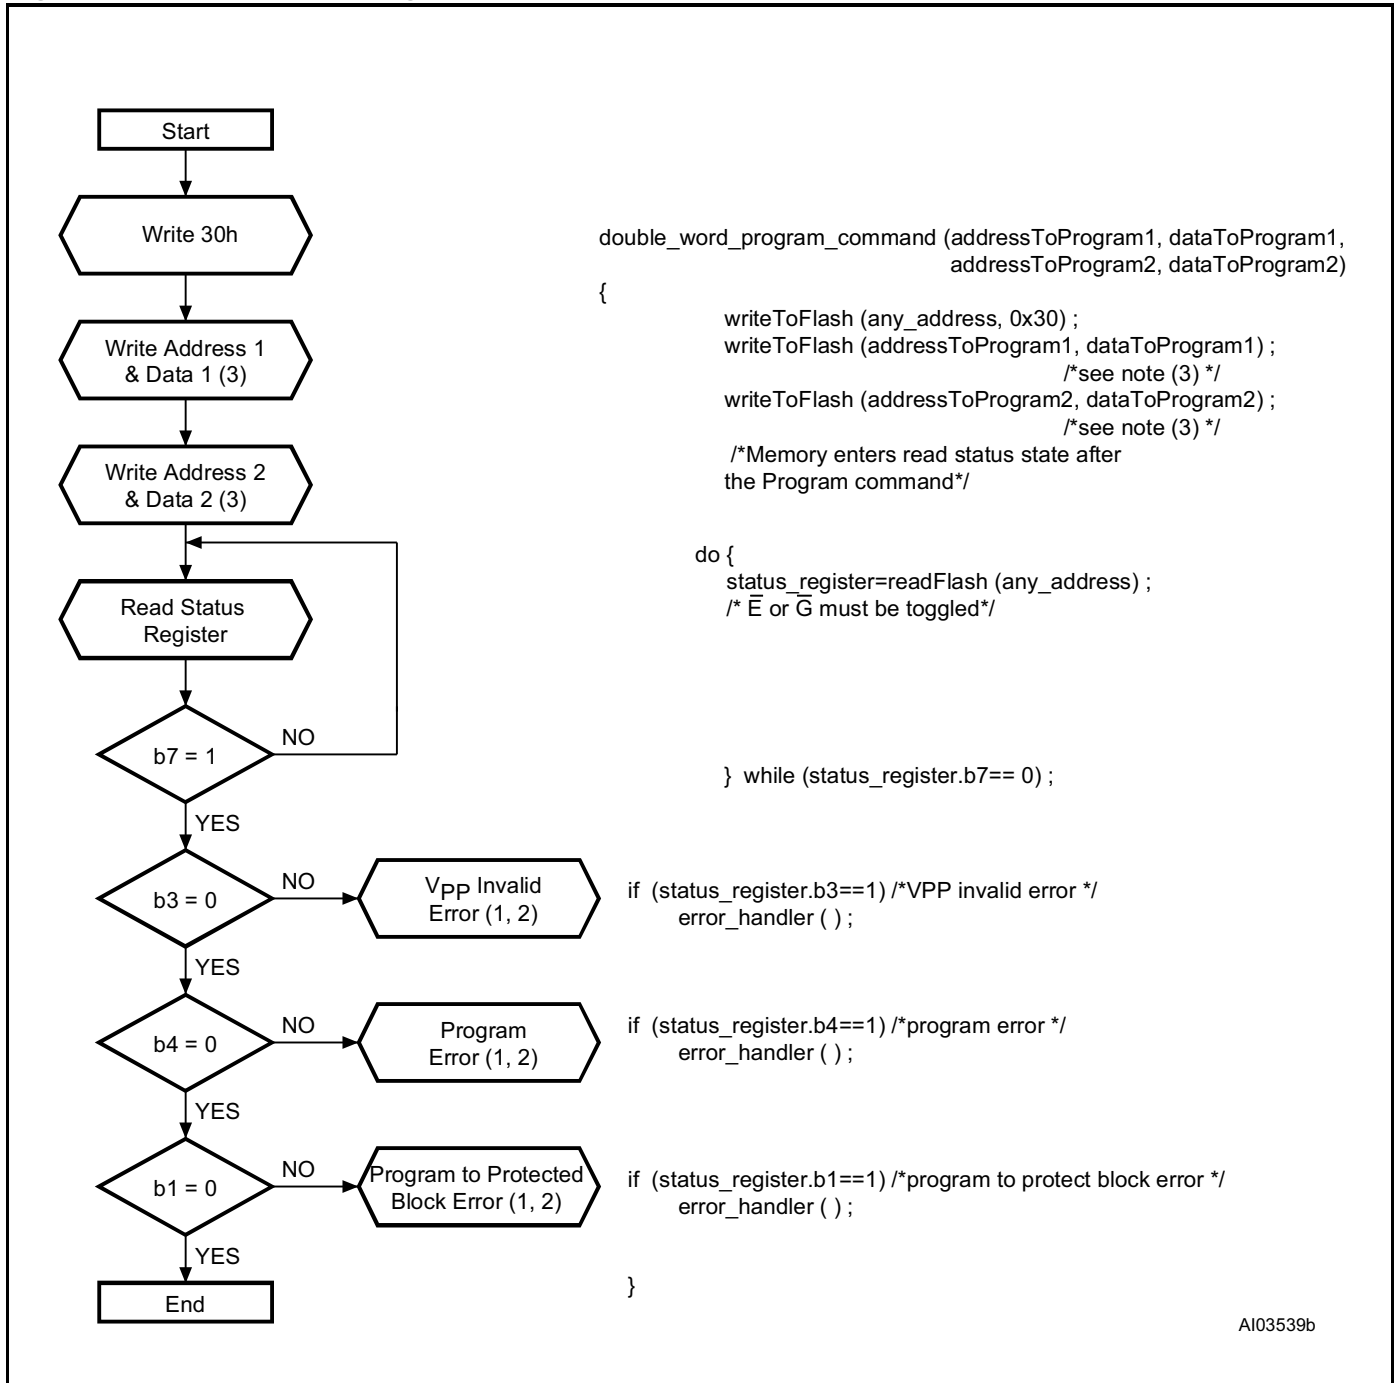 Start
Write 30h
Write Address 1
& Data 1 (3)
Write Address 2
& Data 2 (3)
Read Status
Register
b7 = 1
NO
YES
b3 = 0
NO
VPP Invalid
Error (1, 2)
YES
b4 = 0
NO
Program
Error (1, 2)
YES
b1 = 0
NO
Program to Protected
Block Error (1, 2)
YES
End
double_word_program_command (addressToProgram1, dataToProgram1,
addressToProgram2, dataToProgram2)
{
writeToFlash (any_address, 0x30) ;
writeToFlash (addressToProgram1, dataToProgram1) ;
/*see note (3) */
writeToFlash (addressToProgram2, dataToProgram2) ;
/*see note (3) */
/*Memory enters read status state after
the Program command*/
do {
status_register=readFlash (any_address) ;
/* E̅ or G̅ must be toggled*/
} while (status_register.b7== 0) ;
if (status_register.b3==1) /*VPP invalid error */
error_handler ( ) ;
if (status_register.b4==1) /*program error */
error_handler ( ) ;
if (status_register.b1==1) /*program to protect block error */
error_handler ( ) ;
}
AI03539b